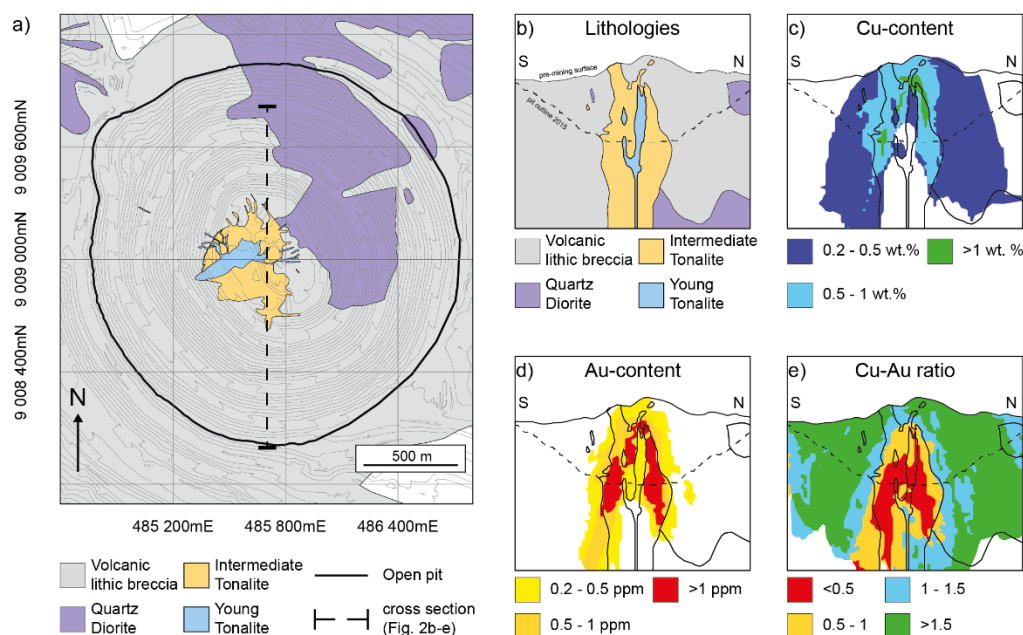 a)
9 009 600mN
9 009 000mN
9 008 400mN
N
500 m
485 200mE
485 800mE
486 400mE
Volcanic
lithic breccia
Intermediate
Tonalite
Open pit
Quartz
Diorite
Young
Tonalite
cross section
(Fig. 2b-e)
b)
Lithologies
S
N
pre-mining surface
pit outline 2015
Volcanic
lithic breccia
Intermediate
Tonalite
Quartz
Diorite
Young
Tonalite
c)
Cu-content
S
N
0.2 - 0.5 wt.%
>1 wt. %
0.5 - 1 wt.%
d)
Au-content
S
N
0.2 - 0.5 ppm
>1 ppm
0.5 - 1 ppm
e)
Cu-Au ratio
S
N
<0.5
1 - 1.5
0.5 - 1
>1.5